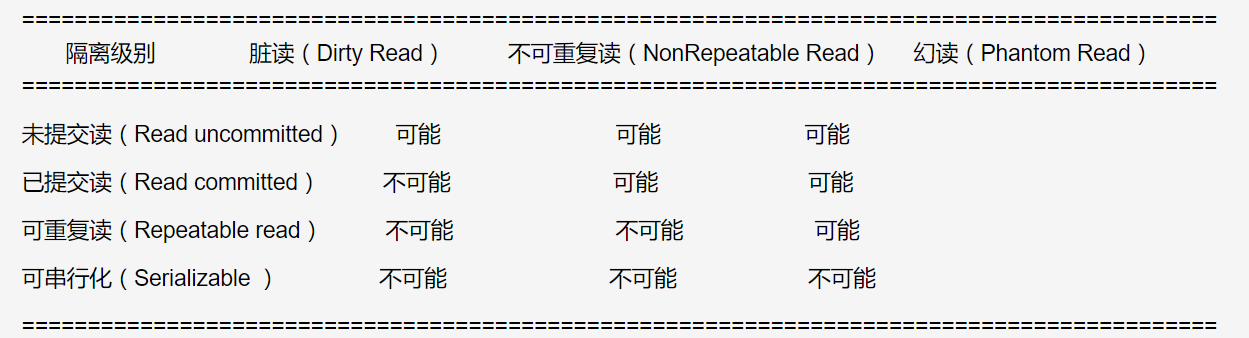 ===========================================================================================
隔离级别 脏读（Dirty Read） 不可重复读（NonRepeatable Read） 幻读（Phantom Read）
===========================================================================================
未提交读（Read uncommitted） 可能 可能 可能
已提交读（Read committed） 不可能 可能 可能
可重复读（Repeatable read） 不可能 不可能 可能
可串行化（Serializable ） 不可能 不可能 不可能
===========================================================================================